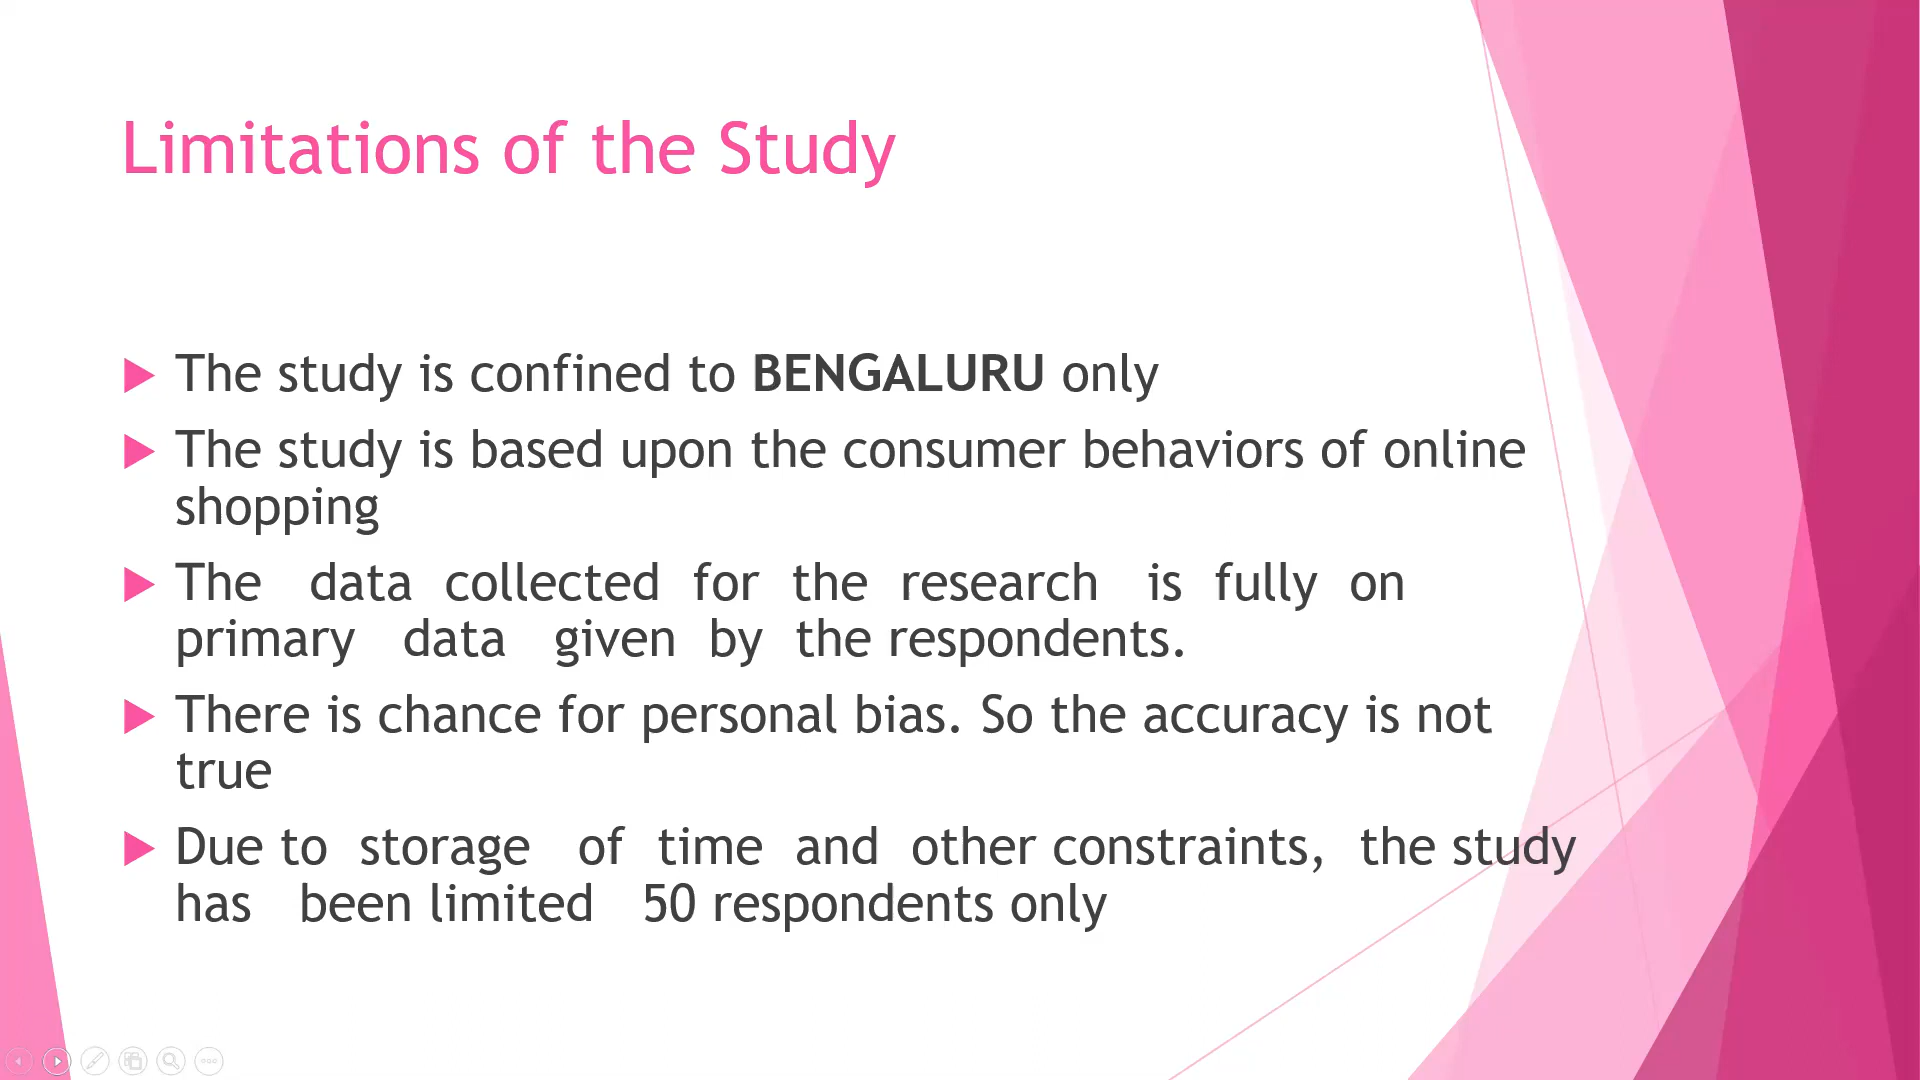 Limitations of the Study
The study is confined to BENGALURU only
The study is based upon the consumer behaviors of online
shopping
The data collected for the research is fully on
primary data given by the respondents.
There is chance for personal bias. So the accuracy is not
true
Due to storage of time and other constraints, the study
has been limited 50 respondents only